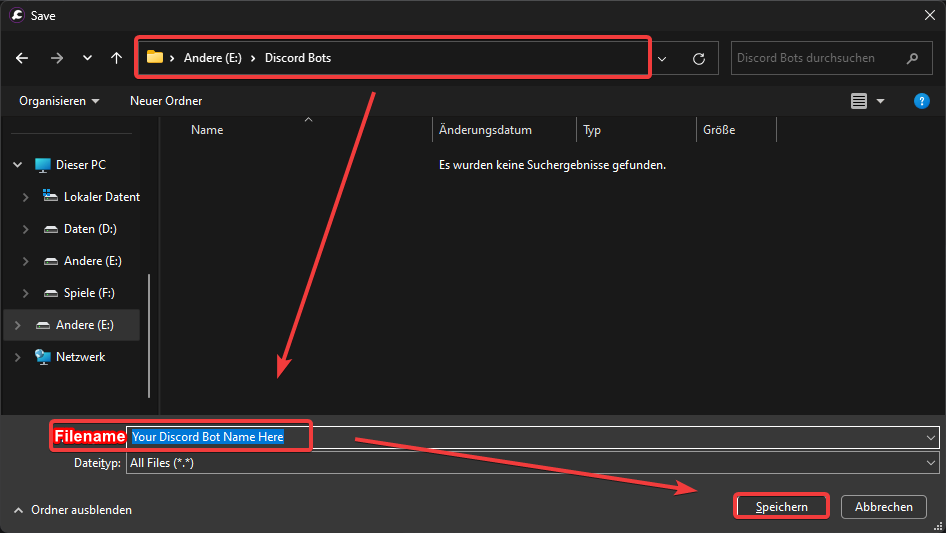 Save
Andere (E:) Discord Bots
Discord Bots durchsuchen
Organisieren Neuer Ordner
Name Änderungsdatum Typ Größe
Es wurden keine Suchergebnisse gefunden.
Dieser PC
Lokaler Datent
Daten (D:)
Andere (E:)
Spiele (F:)
Andere (E:)
Netzwerk
Filename Your Discord Bot Name Here
Dateityp: All Files (*.*)
Ordner ausblenden Speichern Abbrechen